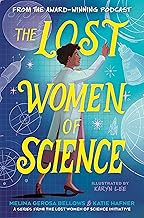 FROM THE AWARD-WINNING PODCAST
THE
LOST
WOMEN OF
SCIENCE
ILLUSTRATED BY
KARYN LEE
MELINA GEROSA BELLOWS & KATIE HAFNER
A SERIES FROM THE LOST WOMEN OF SCIENCE INITIATIVE